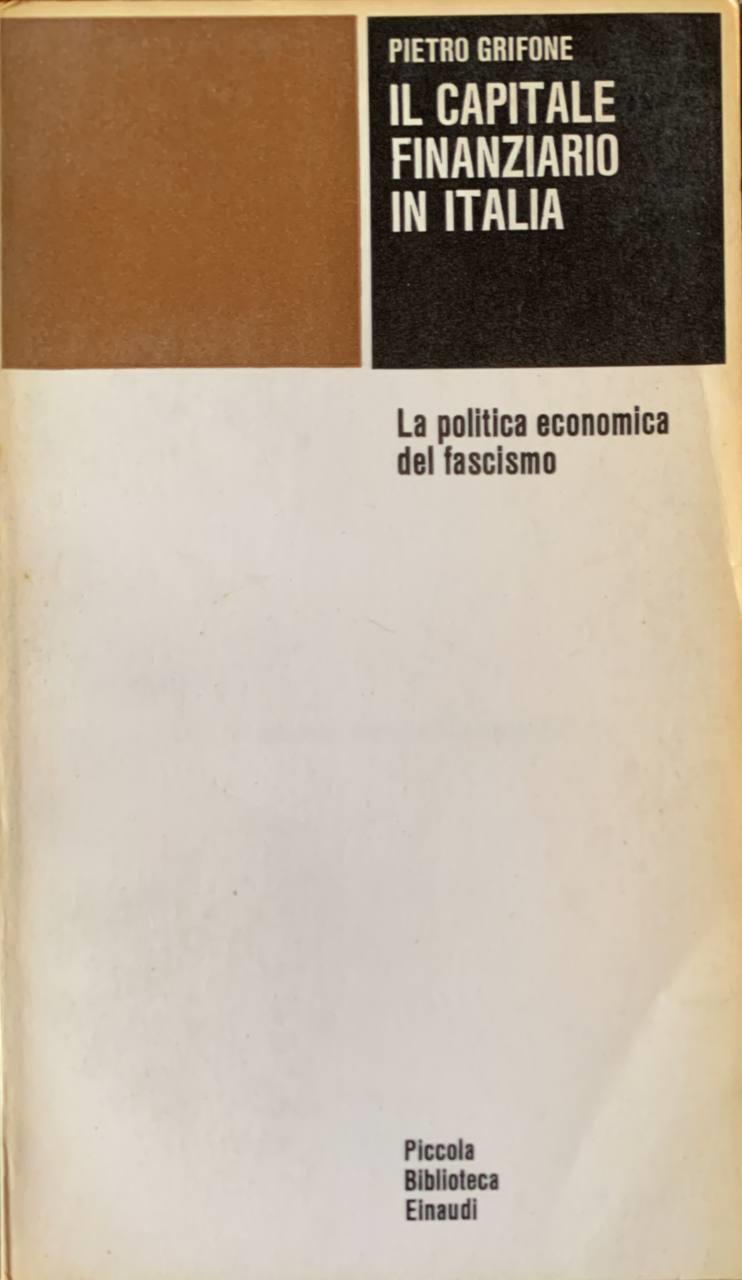 PIETRO GRIFONE
IL CAPITALE
FINANZIARIO
IN ITALIA
La politica economica
del fascismo
Piccola
Biblioteca
Einaudi